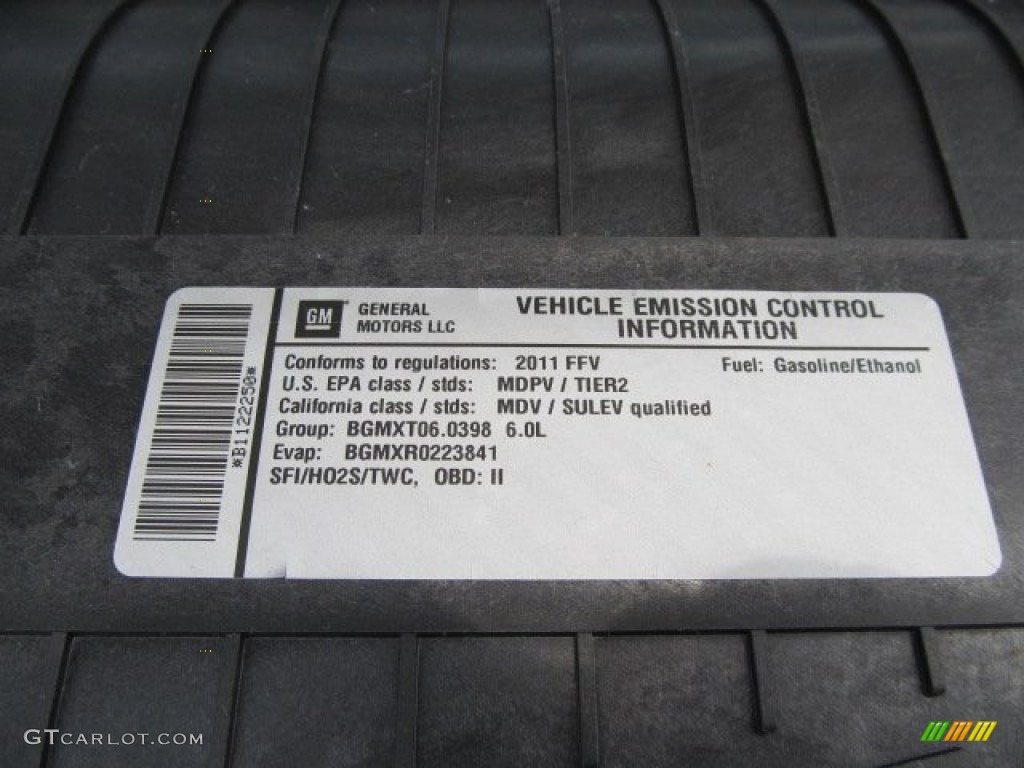 GM GENERAL
MOTORS LLC
VEHICLE EMISSION CONTROL
INFORMATION
Conforms to regulations: 2011 FFV
Fuel: Gasoline/Ethanol
U.S. EPA class / stds: MDPV / TIER2
California class / stds: MDV / SULEV qualified
Group: BGMXT06.0398 6.0L
Evap: BGMXR0223841
SFI/HO2S/TWC, OBD: II
*B1122250*
GTCARLOT.COM